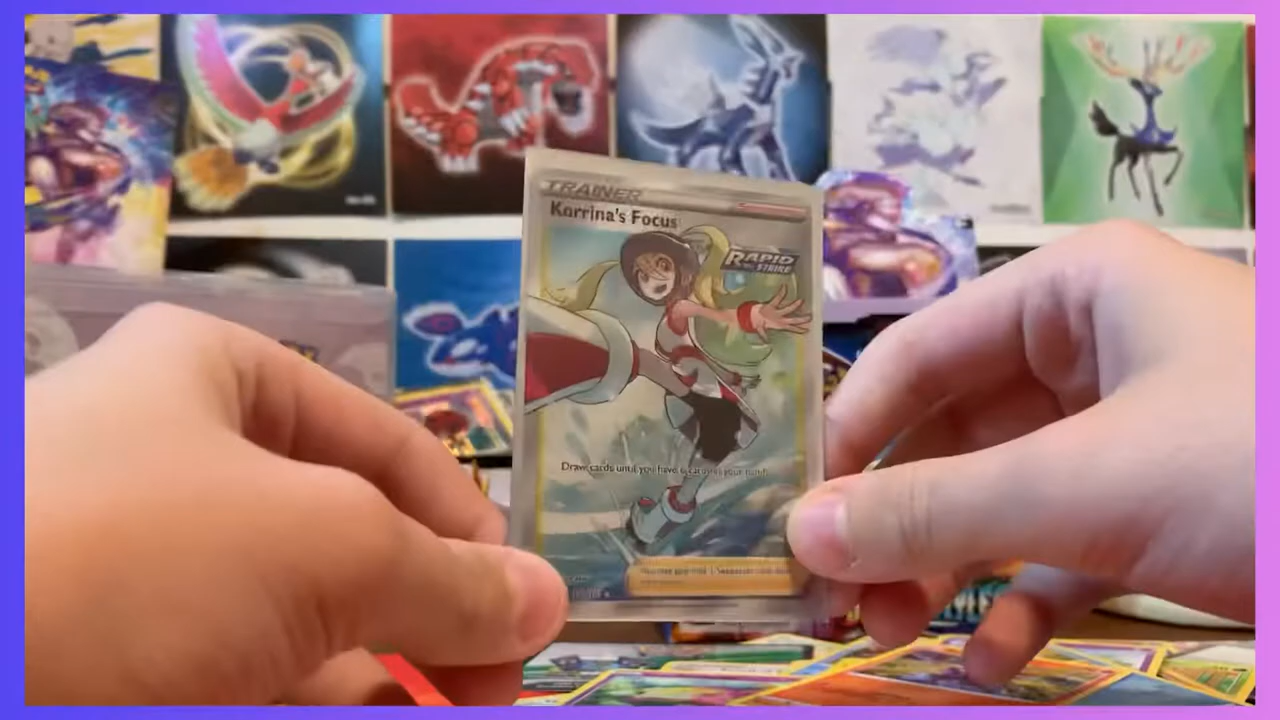 TRAINER
Korrina's Focus
RAPID
STRIKE
Draw cards until you have 6 cards in your hand.